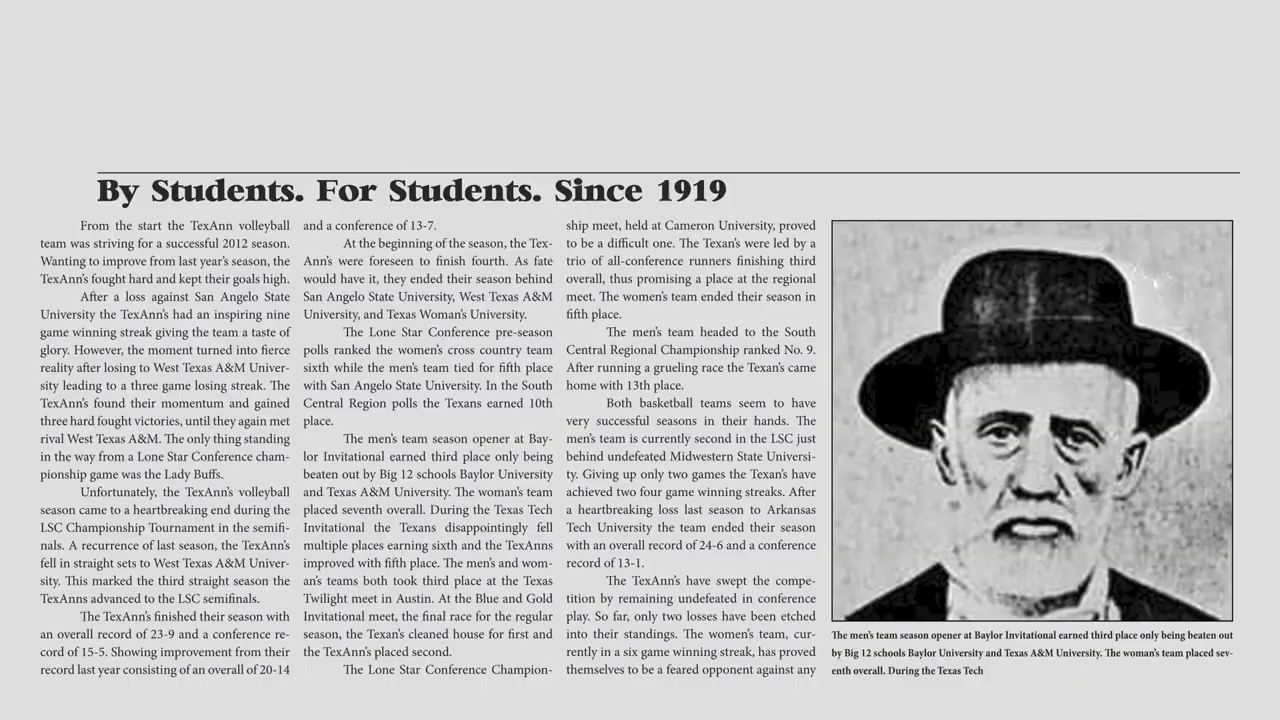 By Students. For Students. Since 1919
From the start the TexAnn volleyball
team was striving for a successful 2012 season.
Wanting to improve from last year's season, the
TexAnn's fought hard and kept their goals high.
After a loss against San Angelo State
University the TexAnn's had an inspiring nine
game winning streak giving the team a taste of
glory. However, the moment turned into fierce
reality after losing to West Texas A&M Univer-
sity leading to a three game losing streak. The
TexAnn's found their momentum and gained
three hard fought victories, until they again met
rival West Texas A&M. The only thing standing
in the way from a Lone Star Conference cham-
pionship game was the Lady Buffs.
Unfortunately, the TexAnn's volleyball
season came to a heartbreaking end during the
LSC Championship Tournament in the semifi-
nals. A recurrence of last season, the TexAnn's
fell in straight sets to West Texas A&M Univer-
sity. This marked the third straight season the
TexAnns advanced to the LSC semifinals.
The TexAnn's finished their season with
an overall record of 23-9 and a conference re-
cord of 15-5. Showing improvement from their
record last year consisting of an overall of 20-14
and a conference of 13-7.
At the beginning of the season, the Tex-
Ann's were foreseen to finish fourth. As fate
would have it, they ended their season behind
San Angelo State University, West Texas A&M
University, and Texas Woman's University.
The Lone Star Conference pre-season
polls ranked the women's cross country team
sixth while the men's team tied for fifth place
with San Angelo State University. In the South
Central Region polls the Texans earned 10th
place.
The men's team season opener at Bay-
lor Invitational earned third place only being
beaten out by Big 12 schools Baylor University
and Texas A&M University. The woman's team
placed seventh overall. During the Texas Tech
Invitational the Texans disappointingly fell
multiple places earning sixth and the TexAnns
improved with fifth place. The men's and wom-
an's teams both took third place at the Texas
Twilight meet in Austin. At the Blue and Gold
Invitational meet, the final race for the regular
season, the Texan's cleaned house for first and
the TexAnn's placed second.
The Lone Star Conference Champion-
ship meet, held at Cameron University, proved
to be a difficult one. The Texan's were led by a
trio of all-conference runners finishing third
overall, thus promising a place at the regional
meet. The women's team ended their season in
fifth place.
The men's team headed to the South
Central Regional Championship ranked No. 9.
After running a grueling race the Texan's came
home with 13th place.
Both basketball teams seem to have
very successful seasons in their hands. The
men's team is currently second in the LSC just
behind undefeated Midwestern State Universi-
ty. Giving up only two games the Texan's have
achieved two four game winning streaks. After
a heartbreaking loss last season to Arkansas
Tech University the team ended their season
with an overall record of 24-6 and a conference
record of 13-1.
The TexAnn's have swept the compe-
tition by remaining undefeated in conference
play. So far, only two losses have been etched
into their standings. The women's team, cur-
rently in a six game winning streak, has proved
themselves to be a feared opponent against any
The men's team season opener at Baylor Invitational earned third place only being beaten out
by Big 12 schools Baylor University and Texas A&M University. The woman's team placed sev-
enth overall. During the Texas Tech